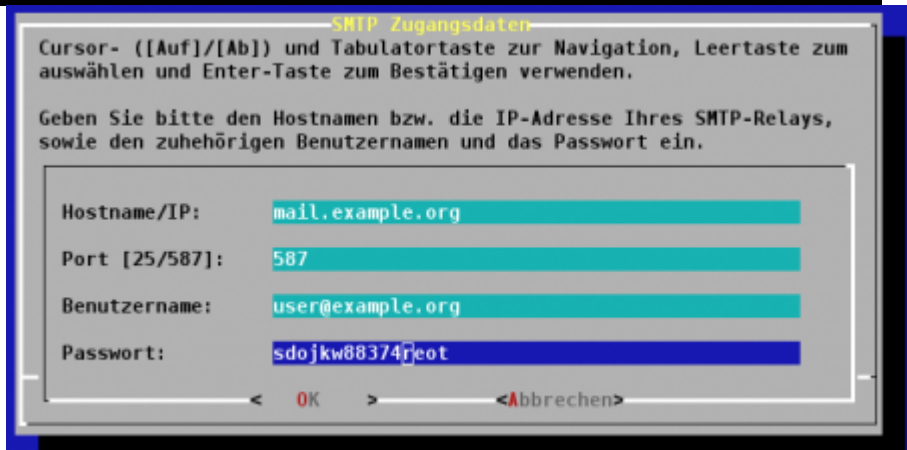 SMTP Zugangsdaten
Cursor- ([Auf]/[Ab]) und Tabulatortaste zur Navigation, Leertaste zum
auswählen und Enter-Taste zum Bestätigen verwenden.
Geben Sie bitte den Hostnamen bzw. die IP-Adresse Ihres SMTP-Relays,
sowie den zuhehörigen Benutzernamen und das Passwort ein.
Hostname/IP: mail.example.org
Port [25/587]: 587
Benutzername: user@example.org
Passwort: sdojkw88374reot
< OK > <Abbrechen>